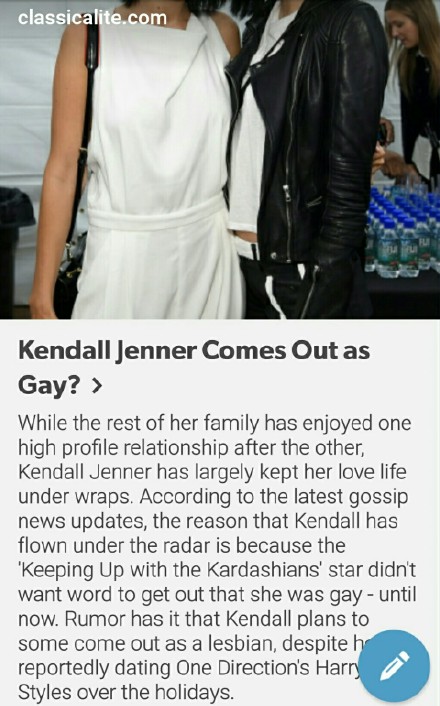 classicalite.com
Kendall Jenner Comes Out as
Gay? >
While the rest of her family has enjoyed one
high profile relationship after the other,
Kendall Jenner has largely kept her love life
under wraps. According to the latest gossip
news updates, the reason that Kendall has
flown under the radar is because the
'Keeping Up with the Kardashians' star didn't
want word to get out that she was gay - until
now. Rumor has it that Kendall plans to
some come out as a lesbian, despite
reportedly dating One Direction's Harry
Styles over the holidays.